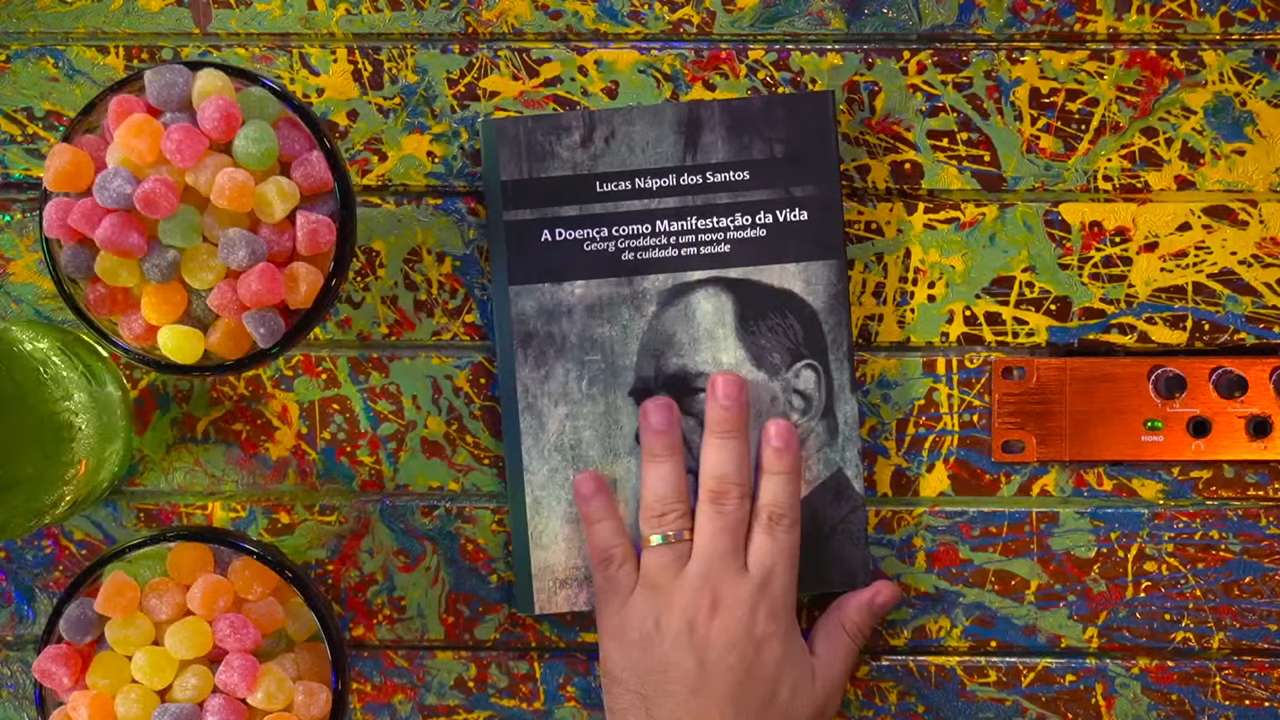 Lucas Nápoli dos Santos
A Doença como Manifestação da Vida
Georg Groddeck e um novo modelo
de cuidado em saúde
MONO